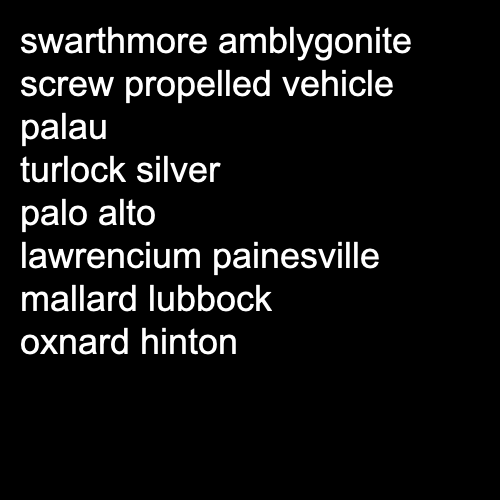 swarthmore amblygonite
screw propelled vehicle
palau
turlock silver
palo alto
lawrencium painesville
mallard lubbock
oxnard hinton